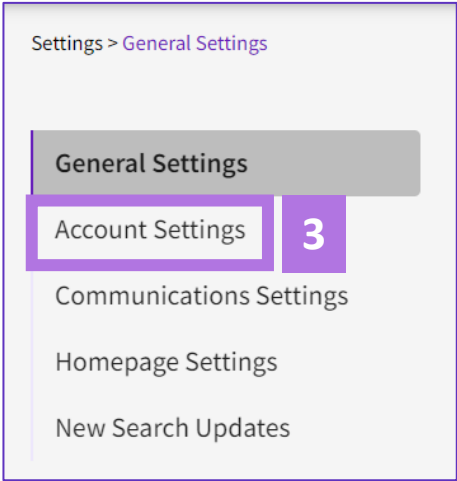 Settings > General Settings
General Settings
Account Settings 3
Communications Settings
Homepage Settings
New Search Updates